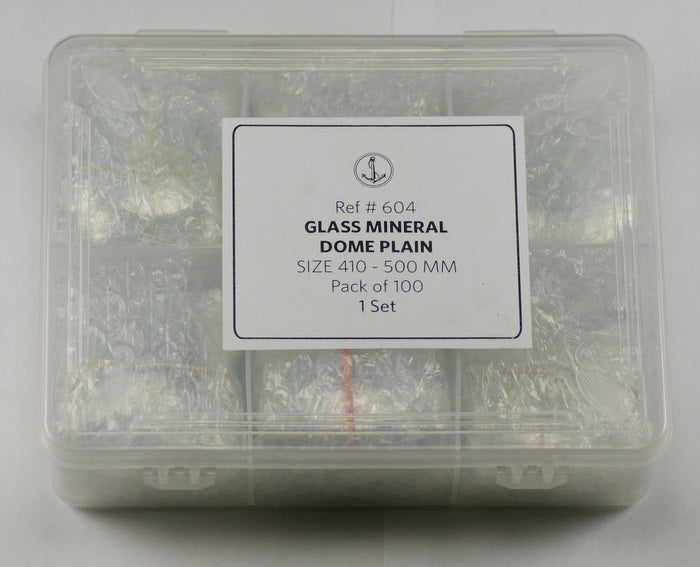 Ref # 604
GLASS MINERAL
DOME PLAIN
SIZE 410 - 500 MM
Pack of 100
1 Set